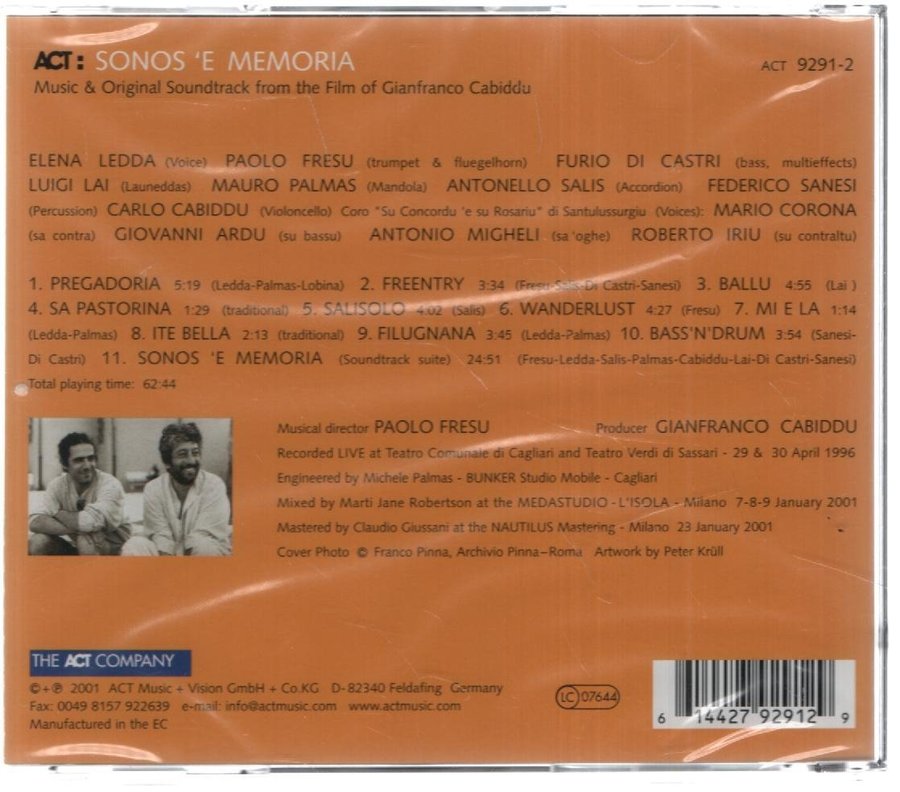 ACT: SONOS 'E MEMORIA
ACT 9291-2
Music & Original Soundtrack from the Film of Gianfranco Cabiddu
ELENA LEDDA (Voice) PAOLO FRESU (trumpet & fluegelhorn) FURIO DI CASTRI (bass, multieffects)
LUIGI LAI (Launeddas) MAURO PALMAS (Mandola) ANTONELLO SALIS (Accordion) FEDERICO SANESI
(Percussion) CARLO CABIDDU (Violoncello) Coro "Su Concordu 'e su Rosariu" di Santulussurgiu (Voices): MARIO CORONA
(sa contra) GIOVANNI ARDU (su bassu) ANTONIO MIGHELI (sa 'oghe) ROBERTO IRIU (su contraltu)
1. PREGADORIA 5:19 (Ledda-Palmas-Lobina) 2. FREENTRY 3:34 (Fresu-Salis-Di Castri-Sanesi) 3. BALLU 4:55 (Lai )
4. SA PASTORINA 1:29 (traditional) 5. SALISOLO 4:02 (Salis) 6. WANDERLUST 4:27 (Fresu) 7. MI E LA 1:14
(Ledda-Palmas) 8. ITE BELLA 2:13 (traditional) 9. FILUGNANA 3:45 (Ledda-Palmas) 10. BASS'N'DRUM 3:54 (Sanesi-
Di Castri) 11. SONOS 'E MEMORIA (Soundtrack suite) 24:51 (Fresu-Ledda-Salis-Palmas-Cabiddu-Lai-Di Castri-Sanesi)
Total playing time: 62:44
Musical director PAOLO FRESU Producer GIANFRANCO CABIDDU
Recorded LIVE at Teatro Comunale di Cagliari and Teatro Verdi di Sassari - 29 & 30 April 1996
Engineered by Michele Palmas - BUNKER Studio Mobile - Cagliari
Mixed by Marti Jane Robertson at the MEDASTUDIO - L'ISOLA - Milano 7-8-9 January 2001
Mastered by Claudio Giussani at the NAUTILUS Mastering - Milano 23 January 2001
Cover Photo © Franco Pinna, Archivio Pinna–Roma Artwork by Peter Krüll
THE ACT COMPANY
©+℗ 2001 ACT Music + Vision GmbH + Co.KG D-82340 Feldafing Germany
Fax: 0049 8157 922639 e-mail: info@actmusic.com www.actmusic.com
Manufactured in the EC
LC 07644
6 14427 92912 9